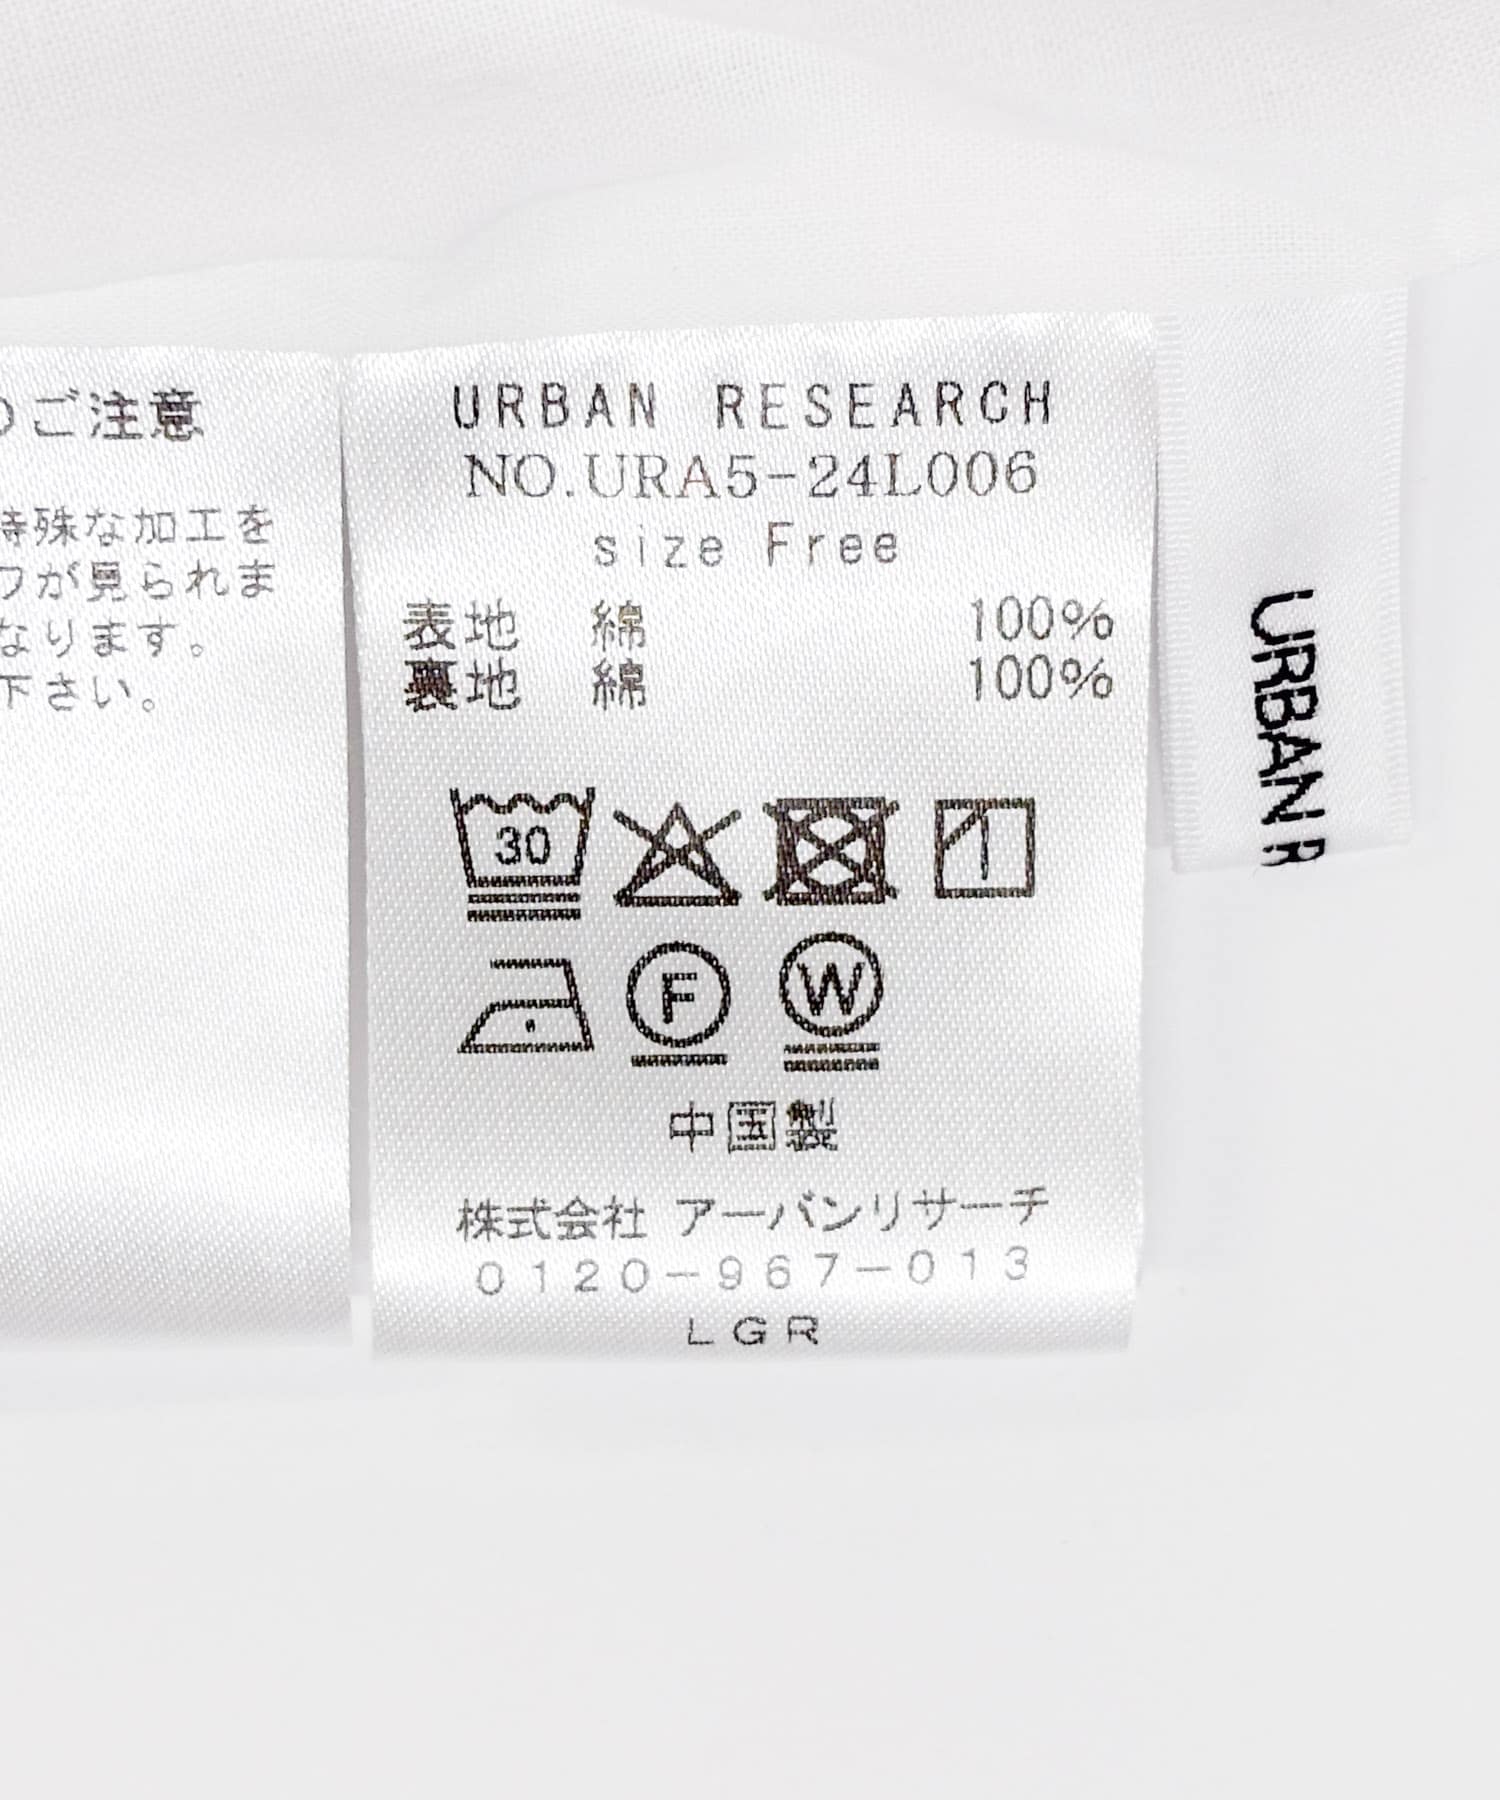 ご注意
特殊な加工を
が見られま
なります。
下さい。
URBAN RESEARCH
NO.URA5-24L006
size Free
表地 綿 100%
裏地 綿 100%
30
F
W
中国製
株式会社 アーバンリサーチ
0120-967-013
LGR
URBAN R